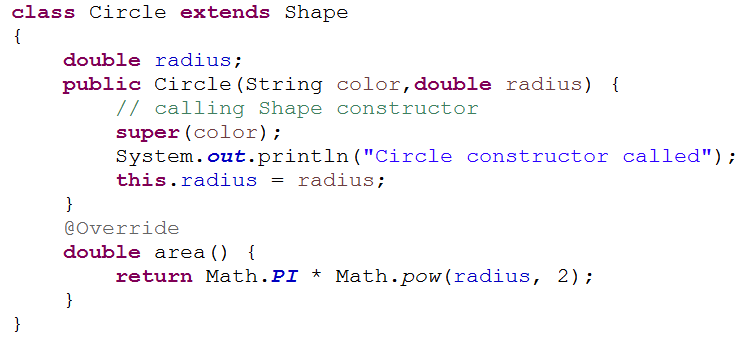 class Circle extends Shape
{
    double radius;
    public Circle(String color,double radius) {
        // calling Shape constructor
        super(color);
        System.out.println("Circle constructor called");
        this.radius = radius;
    }
    @Override
    double area() {
        return Math.PI * Math.pow(radius, 2);
    }
}